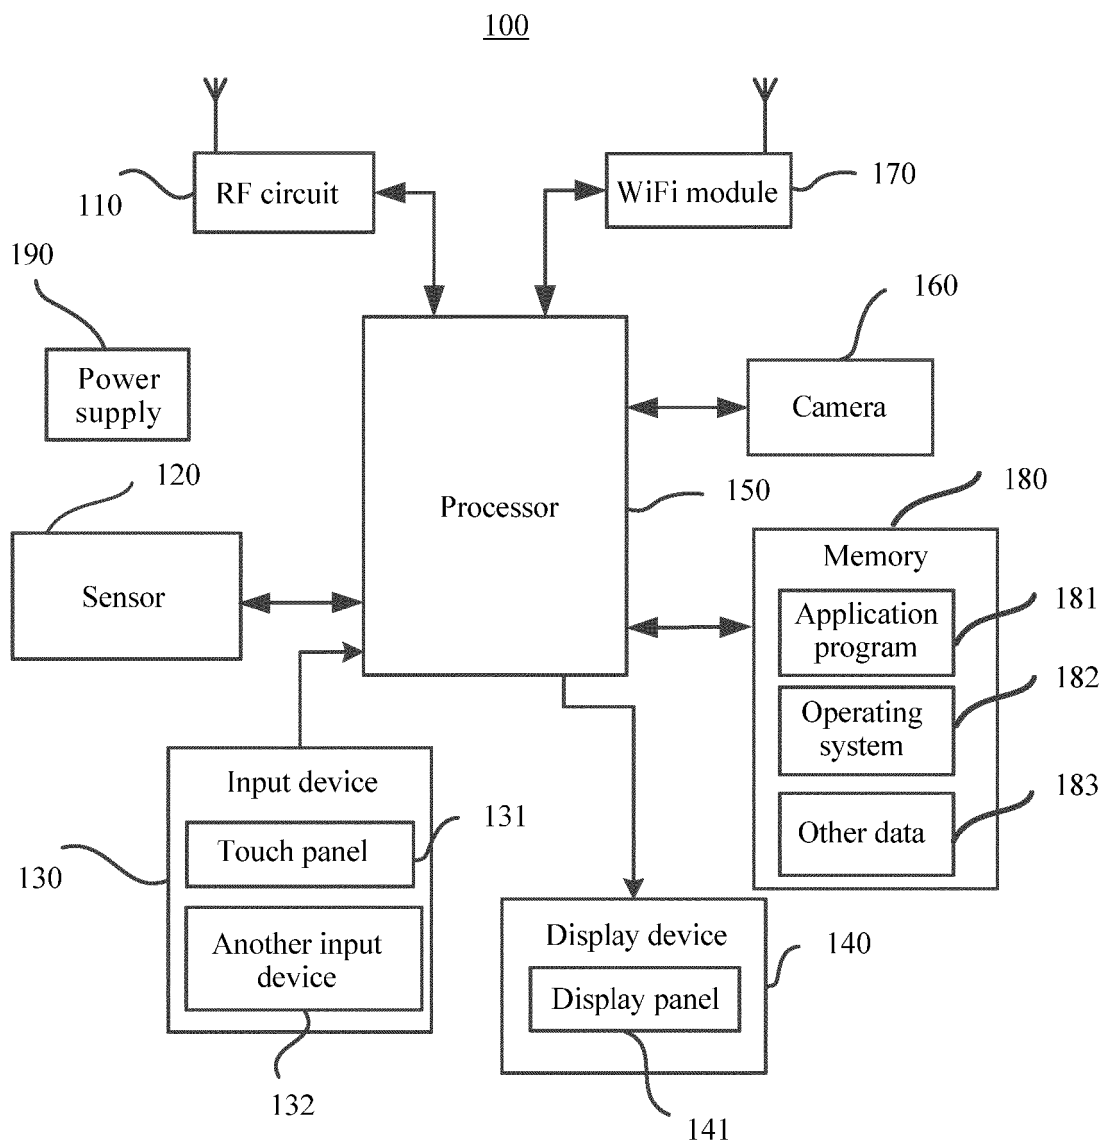 100
RF circuit
110
WiFi module
170
190
Power
supply
160
Camera
120
Sensor
Processor
150
180
Memory
Application
program
181
Operating
system
182
Other data
183
Input device
Touch panel
131
130
Another input
device
132
Display device
140
Display panel
141